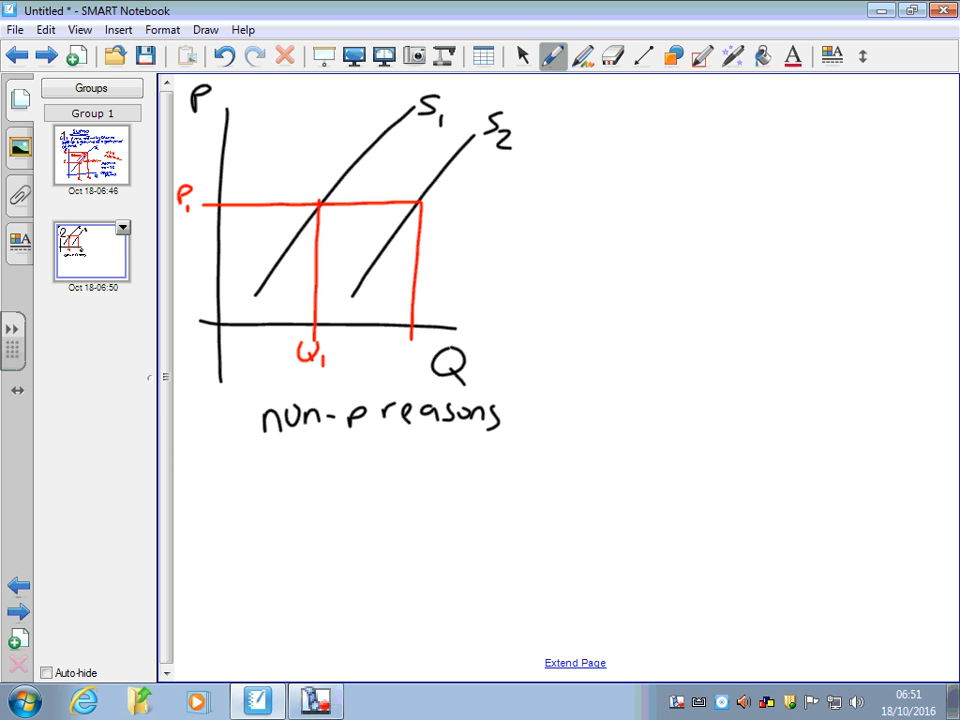 Untitled * - SMART Notebook
File Edit View Insert Format Draw Help
Groups
Group 1
Oct 18-06:46
Oct 18-06:50
Auto-hide
P
S1
S2
P1
Q1
Q
non-p reasons
Extend Page
06:51
18/10/2016